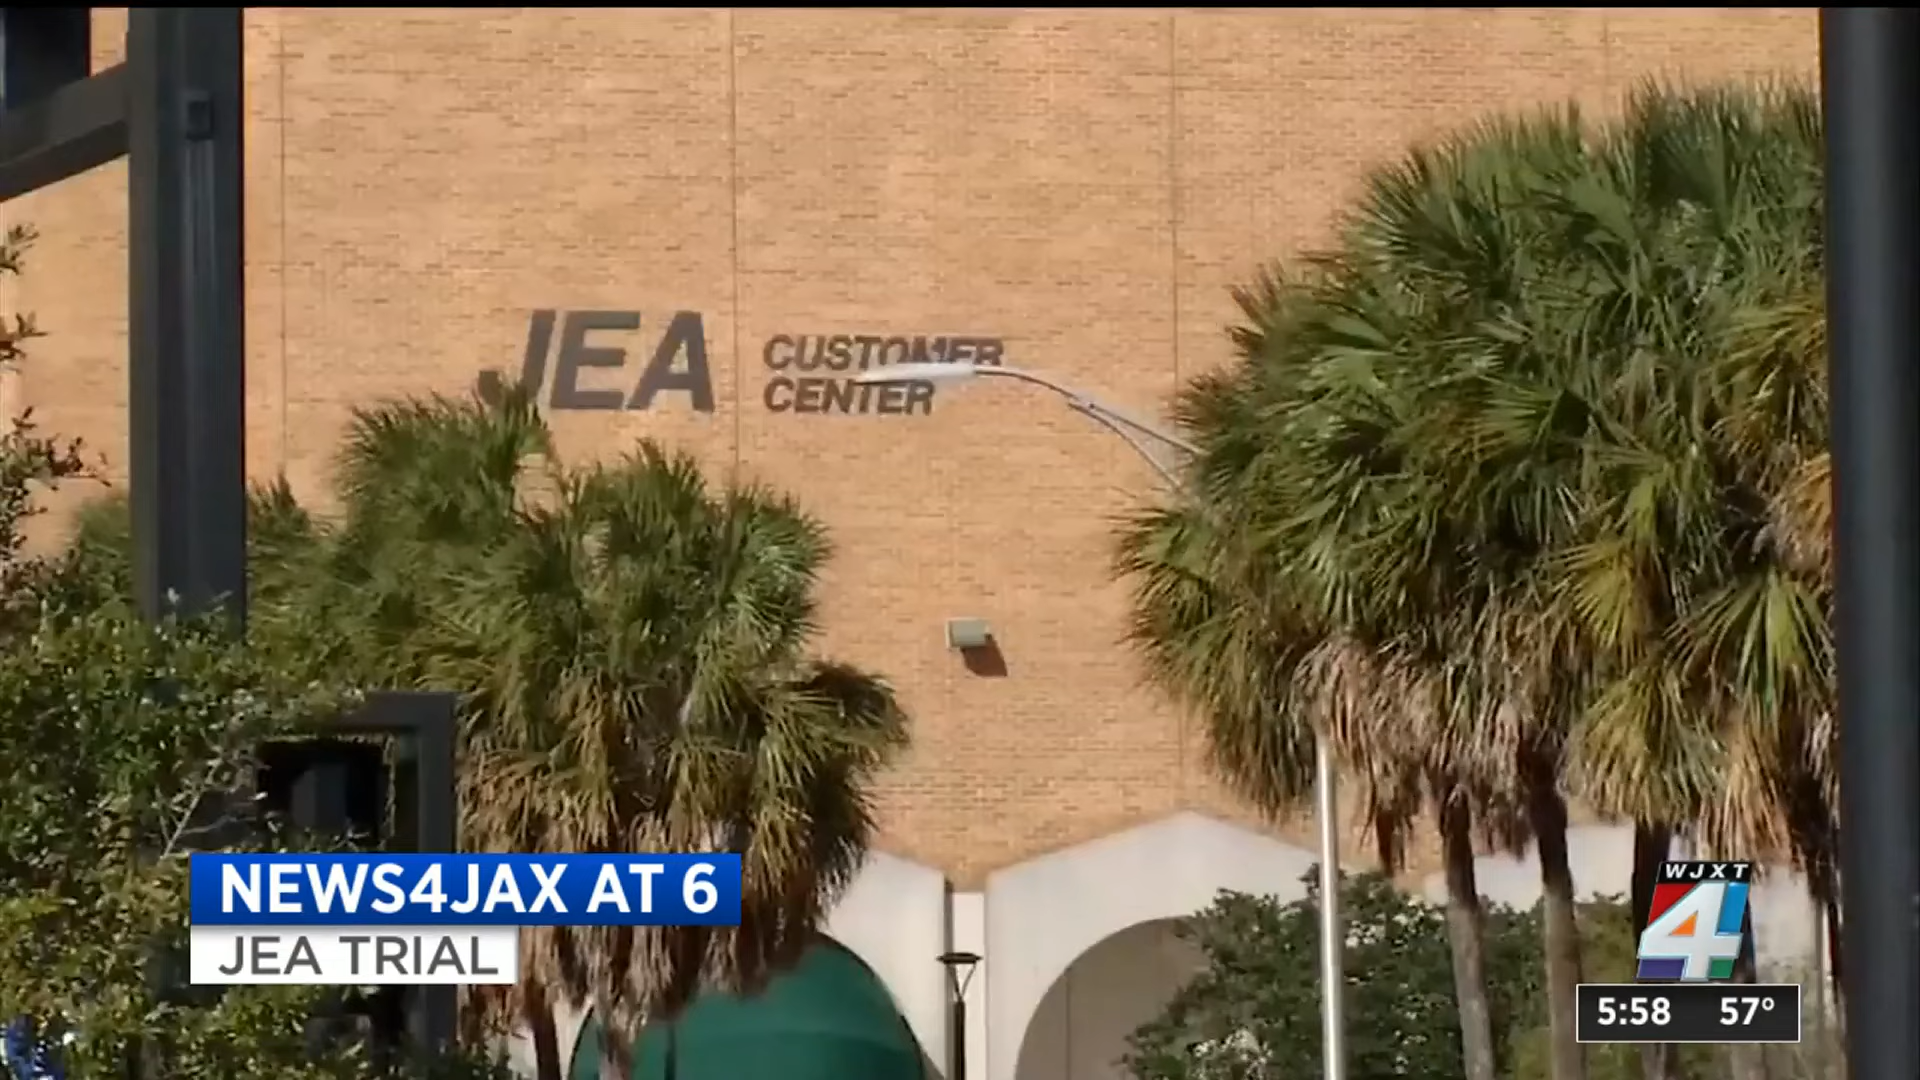 JEA
CUSTOMER
CENTER
NEWS4JAX AT 6
JEA TRIAL
WJXT
4
5:58 57°